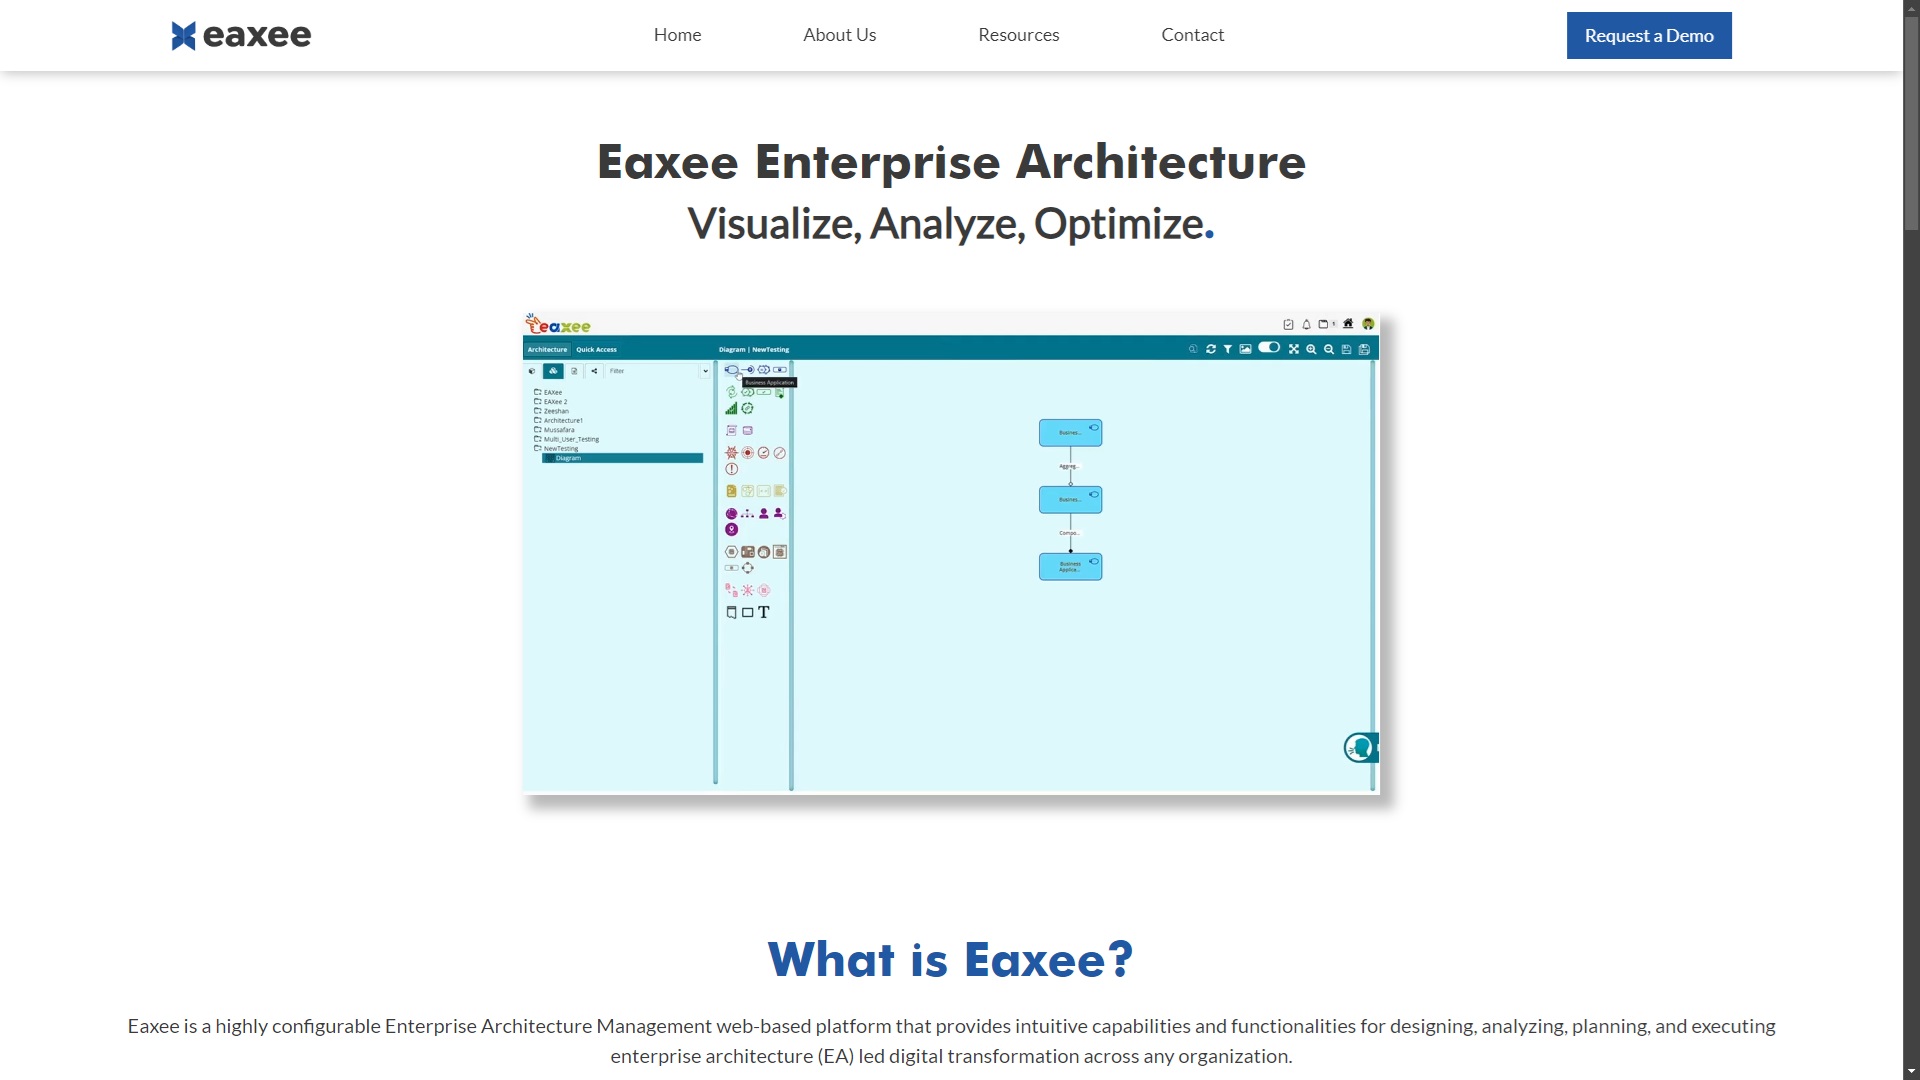 eaxee
Home
About Us
Resources
Contact
Request a Demo
Eaxee Enterprise Architecture
Visualize, Analyze, Optimize.
eaxee
Architecture
Quick Access
Diagram | NewTesting
Filter
Business Application
EAXee
EAXee 2
Zeeshan
Architecture1
Mussafara
Multi_User_Testing
NewTesting
Diagram
T
Busines...
Aggreg...
Busines...
Compo...
Business
Applica...
What is Eaxee?
Eaxee is a highly configurable Enterprise Architecture Management web-based platform that provides intuitive capabilities and functionalities for designing, analyzing, planning, and executing
enterprise architecture (EA) led digital transformation across any organization.